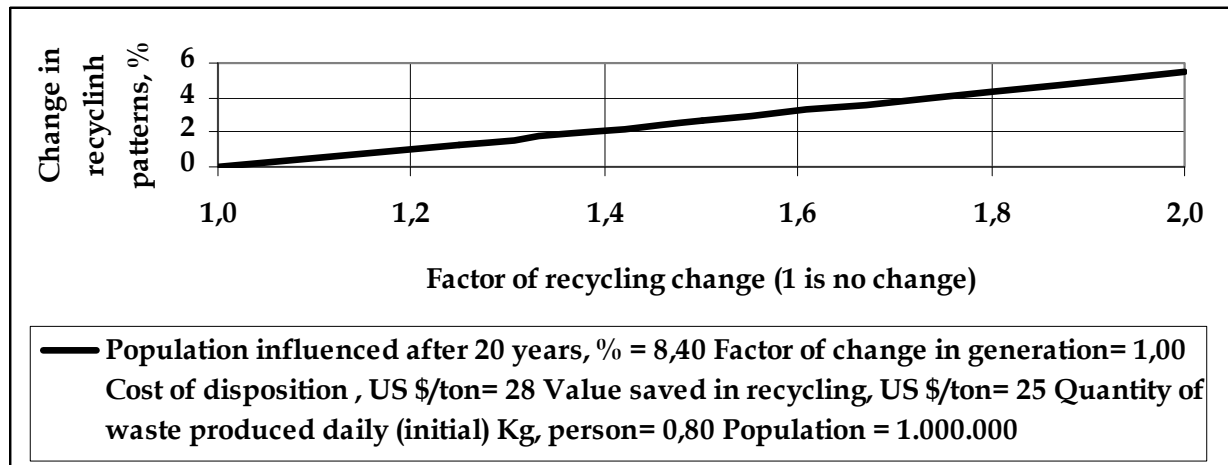 Change in
recyclinh
patterns, %
6
4
2
0
1,0 1,2 1,4 1,6 1,8 2,0
Factor of recycling change (1 is no change)
Population influenced after 20 years, % = 8,40 Factor of change in generation= 1,00
Cost of disposition , US $/ton= 28 Value saved in recycling, US $/ton= 25 Quantity of
waste produced daily (initial) Kg, person= 0,80 Population = 1.000.000